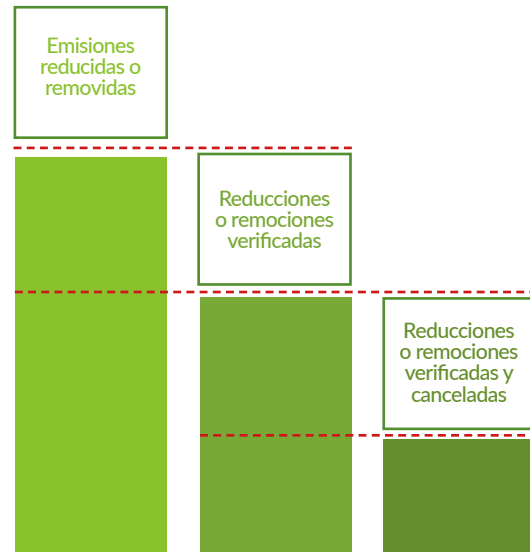 Emisiones
reducidas o
removidas
Reducciones
o remociones
verificadas
Reducciones
o remociones
verificadas y
canceladas